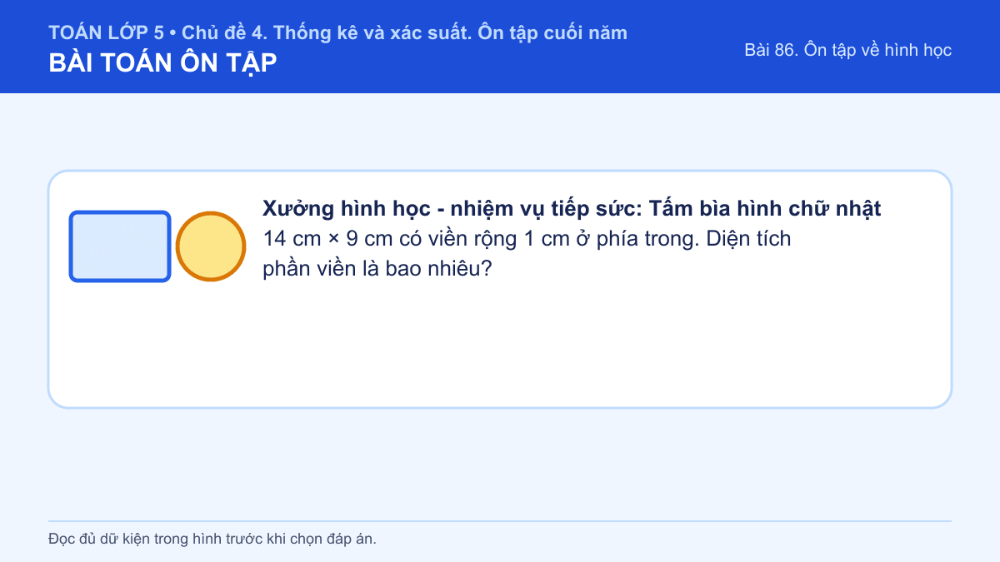 TOÁN LỚP 5 • Chủ đề 4. Thống kê và xác suất. Ôn tập cuối năm
BÀI TOÁN ÔN TẬP
Bài 86. Ôn tập về hình học
Xưởng hình học - nhiệm vụ tiếp sức: Tấm bìa hình chữ nhật
14 cm × 9 cm có viền rộng 1 cm ở phía trong. Diện tích
phần viền là bao nhiêu?
Đọc đủ dữ kiện trong hình trước khi chọn đáp án.